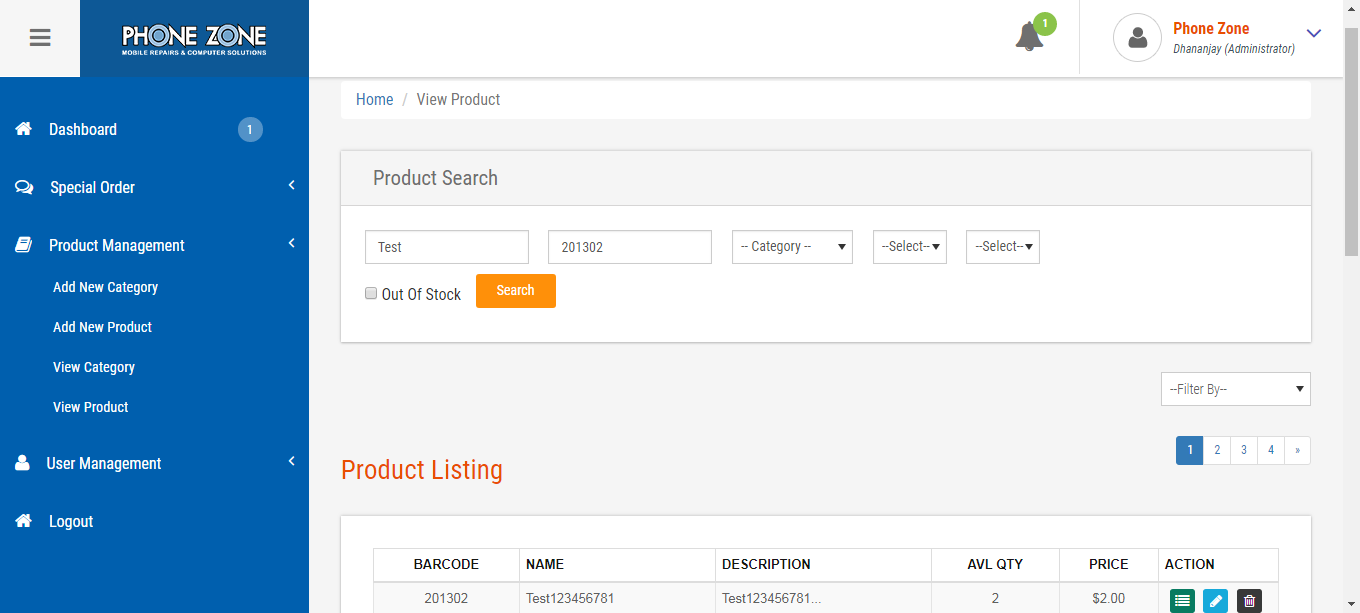 PHONE ZONE
MOBILE REPAIRS & COMPUTER SOLUTIONS
1
Phone Zone
Dhananjay (Administrator)
Dashboard 1
Special Order
Product Management
Add New Category
Add New Product
View Category
View Product
User Management
Logout
Home / View Product
Product Search
Test 201302 -- Category -- --Select-- --Select--
Out Of Stock Search
--Filter By--
1 2 3 4 »
Product Listing
BARCODE NAME DESCRIPTION AVL QTY PRICE ACTION
201302 Test123456781 Test123456781... 2 $2.00